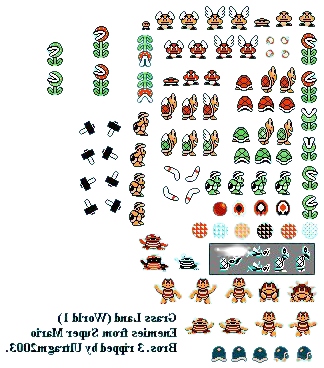 Grass Land (World 1)
Enemies from Super Mario
Bros. 3 ripped by Ultragm2003.